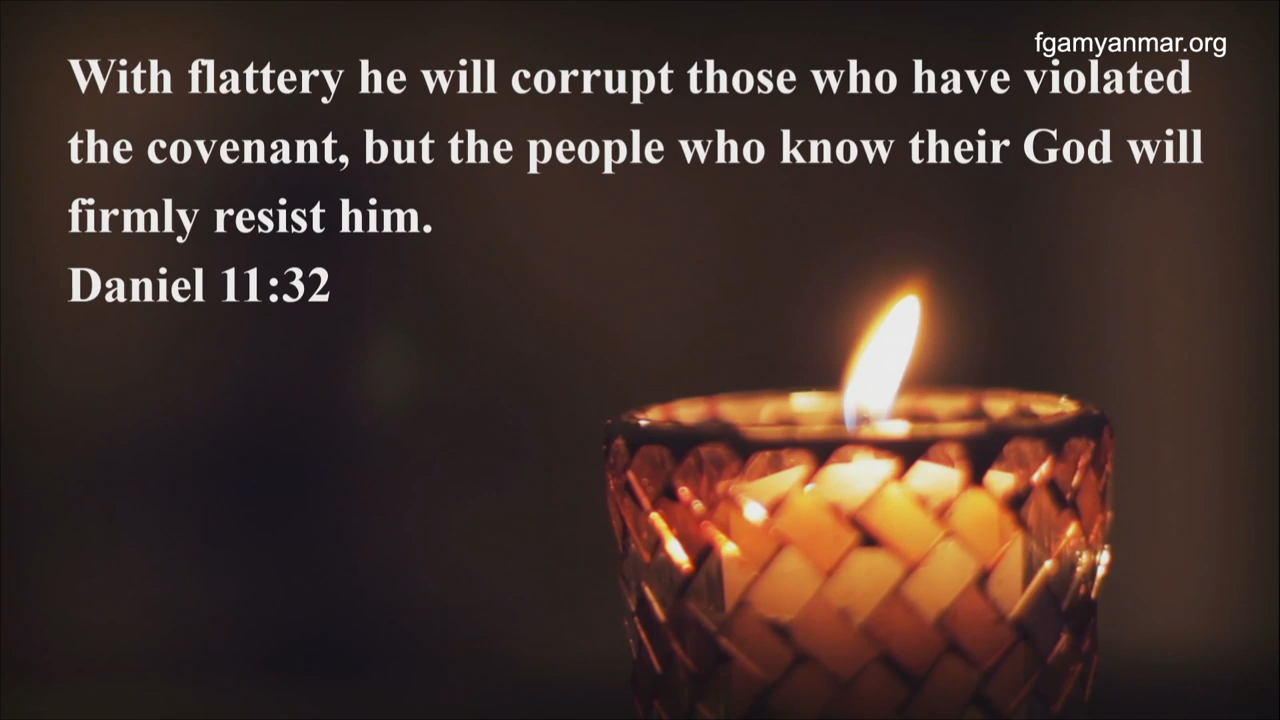 fgamyanmar.org
With flattery he will corrupt those who have violated
the covenant, but the people who know their God will
firmly resist him.
Daniel 11:32